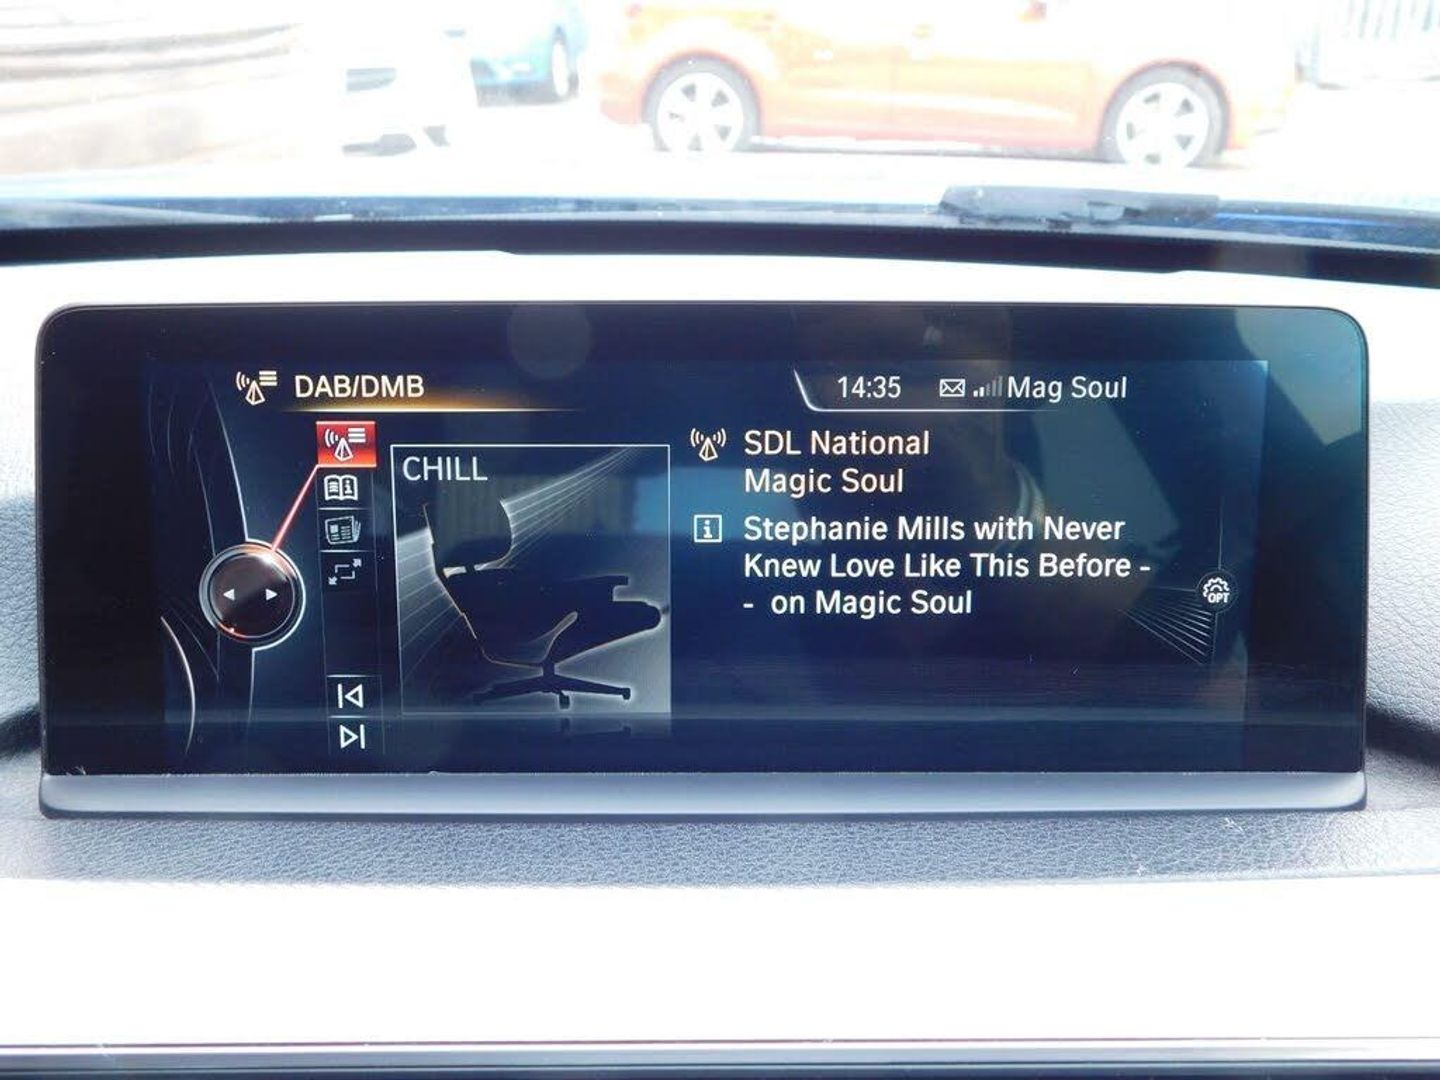 DAB/DMB
14:35 Mag Soul
CHILL
SDL National
Magic Soul
Stephanie Mills with Never
Knew Love Like This Before -
- on Magic Soul
OPT